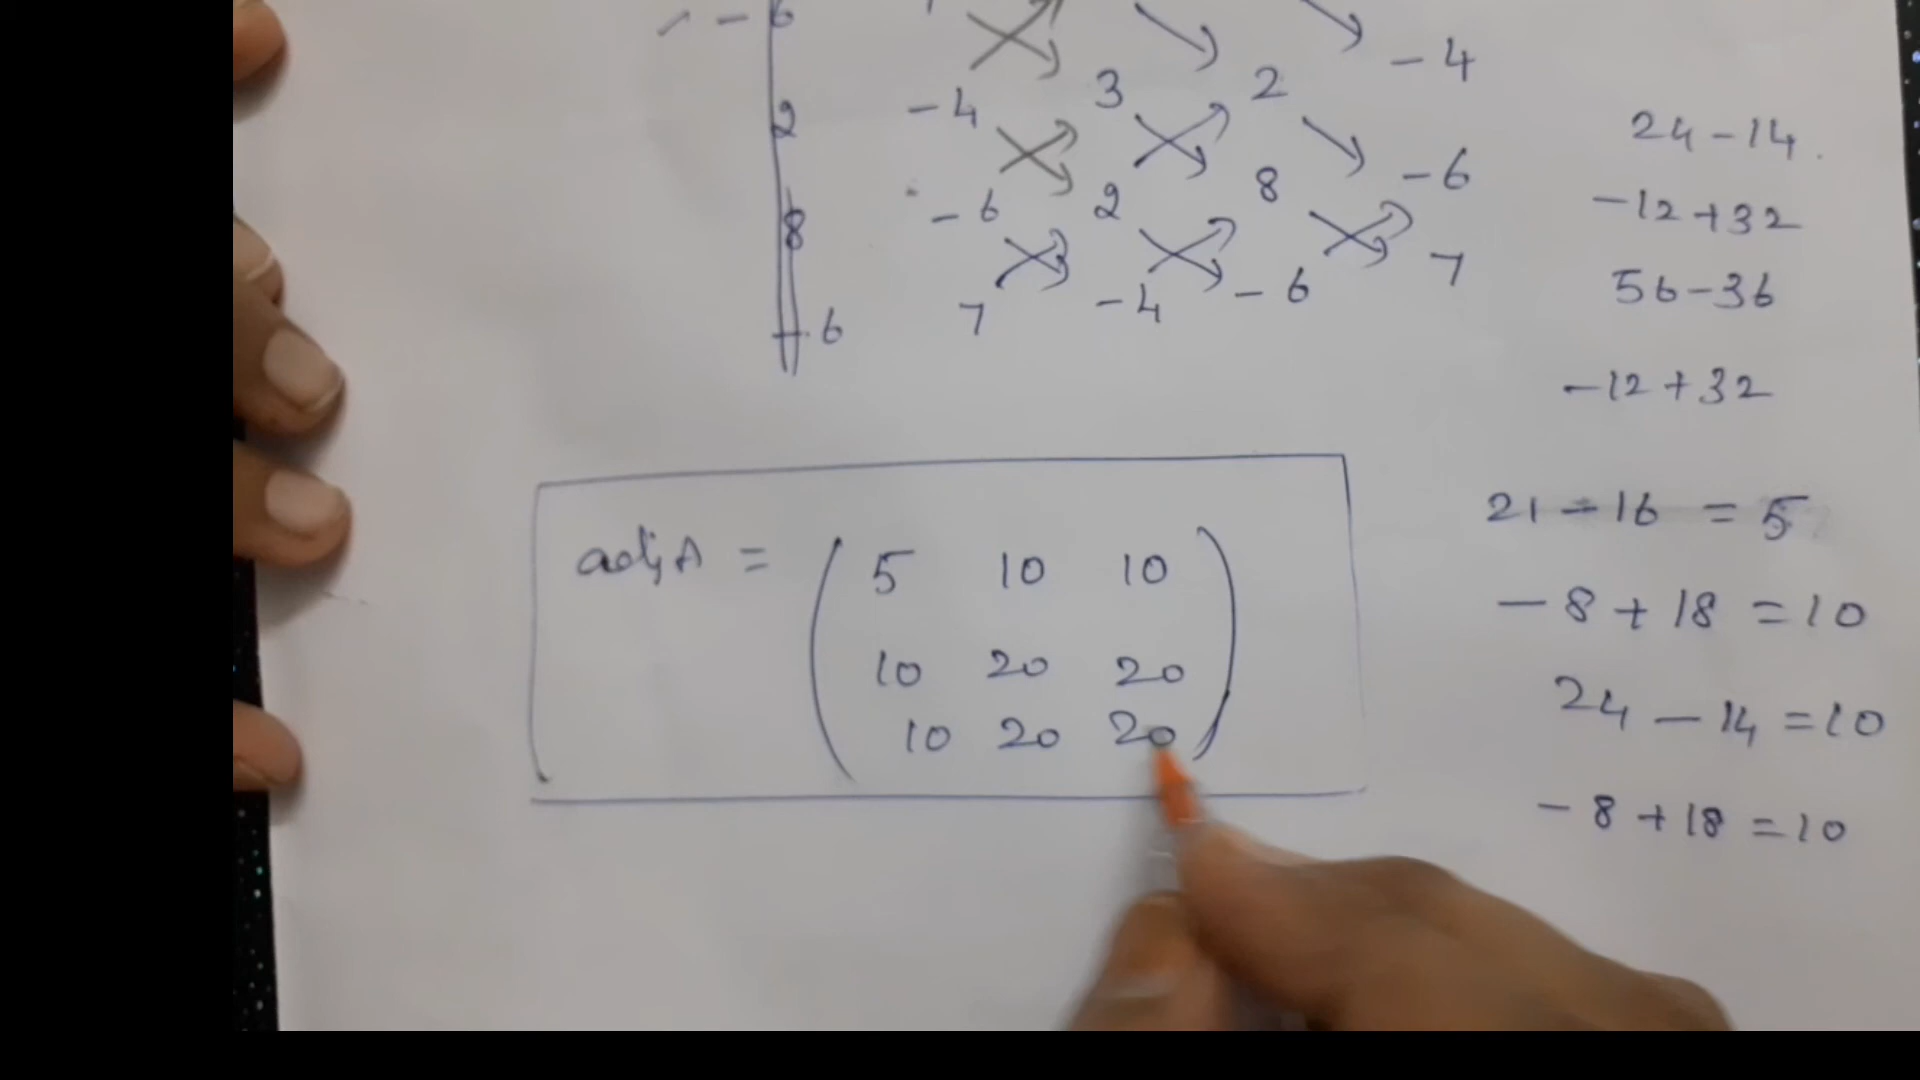 - 6
- 4
2 - 4 3 2
8 - 6 2 8 - 6
- 6 7 - 4 - 6 7
24 - 14
- 12 + 32
56 - 36
- 12 + 32
21 - 16 = 5
- 8 + 18 = 10
24 - 14 = 10
- 8 + 18 = 10
adj A = ( 5 10 10
10 20 20
10 20 20 )